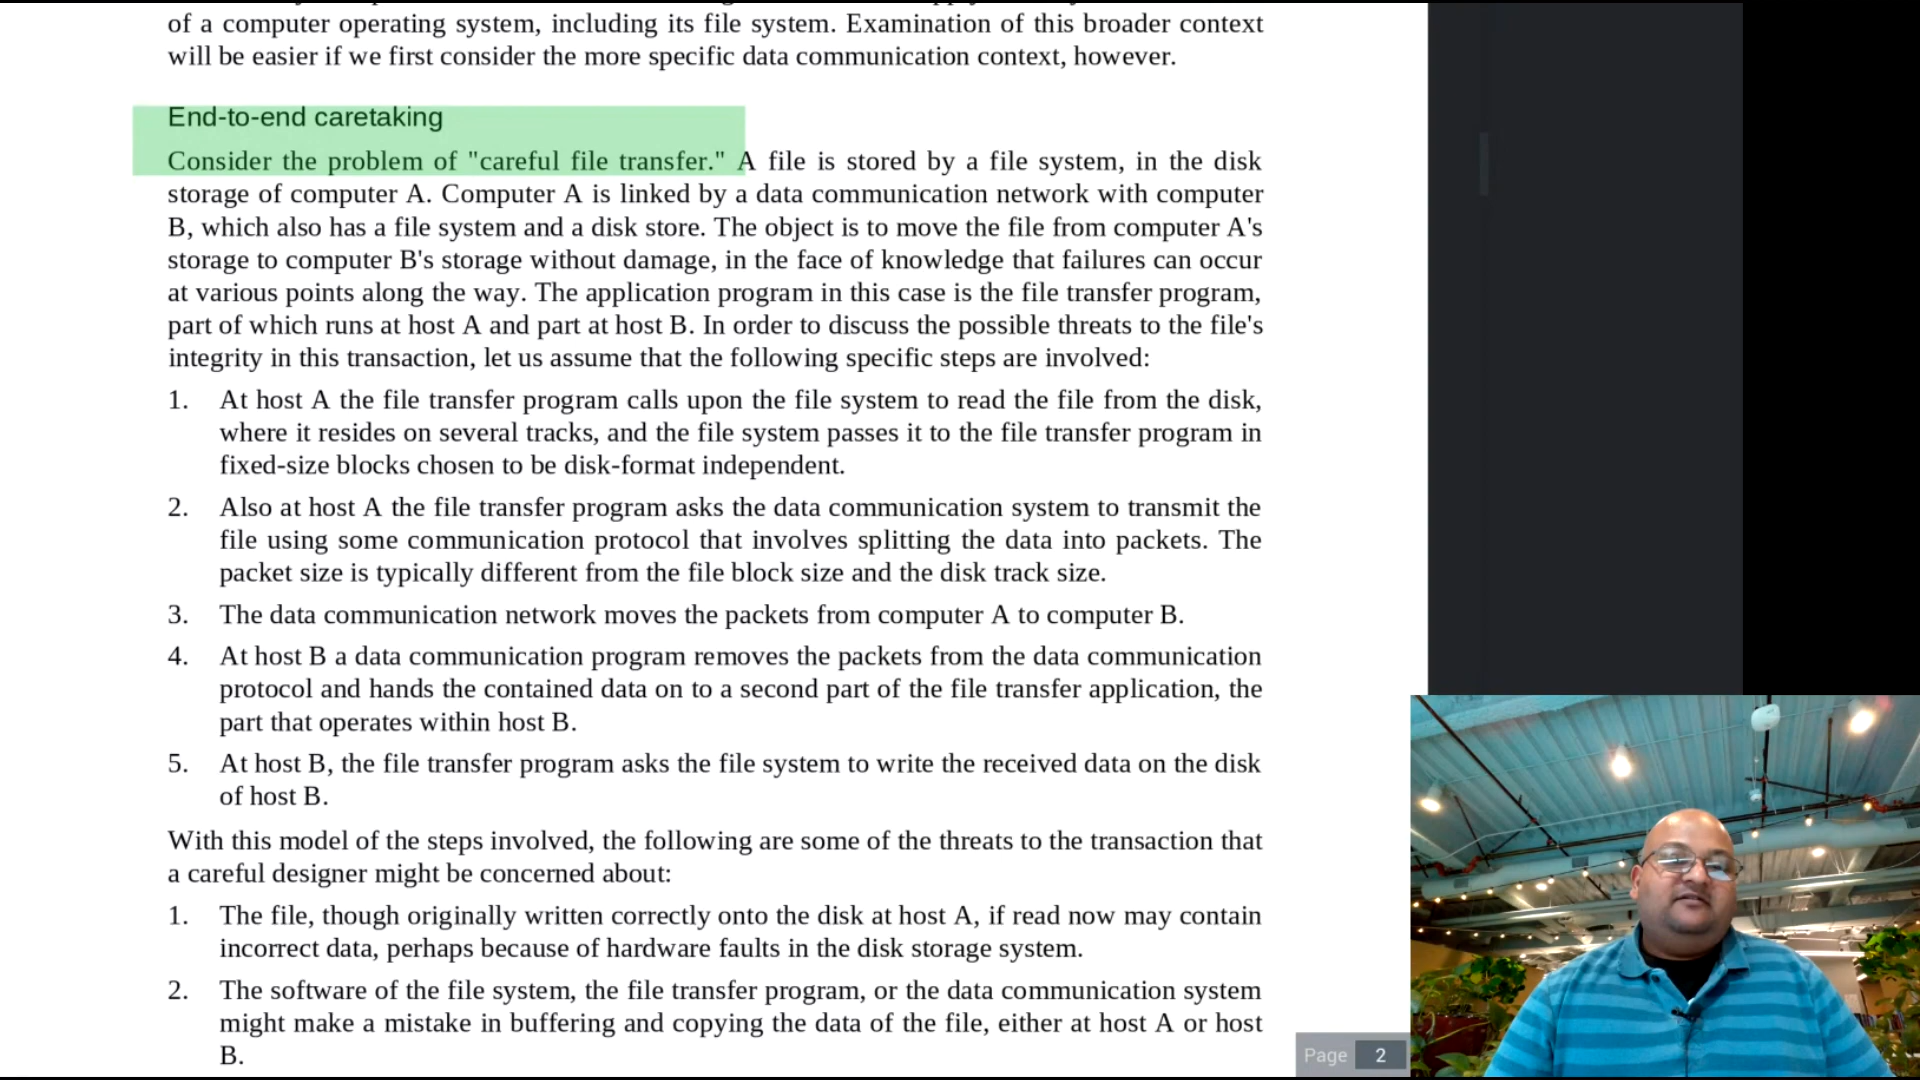 of a computer operating system, including its file system. Examination of this broader context
will be easier if we first consider the more specific data communication context, however.
End-to-end caretaking
Consider the problem of "careful file transfer." A file is stored by a file system, in the disk
storage of computer A. Computer A is linked by a data communication network with computer
B, which also has a file system and a disk store. The object is to move the file from computer A's
storage to computer B's storage without damage, in the face of knowledge that failures can occur
at various points along the way. The application program in this case is the file transfer program,
part of which runs at host A and part at host B. In order to discuss the possible threats to the file's
integrity in this transaction, let us assume that the following specific steps are involved:
1. At host A the file transfer program calls upon the file system to read the file from the disk,
where it resides on several tracks, and the file system passes it to the file transfer program in
fixed-size blocks chosen to be disk-format independent.
2. Also at host A the file transfer program asks the data communication system to transmit the
file using some communication protocol that involves splitting the data into packets. The
packet size is typically different from the file block size and the disk track size.
3. The data communication network moves the packets from computer A to computer B.
4. At host B a data communication program removes the packets from the data communication
protocol and hands the contained data on to a second part of the file transfer application, the
part that operates within host B.
5. At host B, the file transfer program asks the file system to write the received data on the disk
of host B.
With this model of the steps involved, the following are some of the threats to the transaction that
a careful designer might be concerned about:
1. The file, though originally written correctly onto the disk at host A, if read now may contain
incorrect data, perhaps because of hardware faults in the disk storage system.
2. The software of the file system, the file transfer program, or the data communication system
might make a mistake in buffering and copying the data of the file, either at host A or host
B.
Page 2